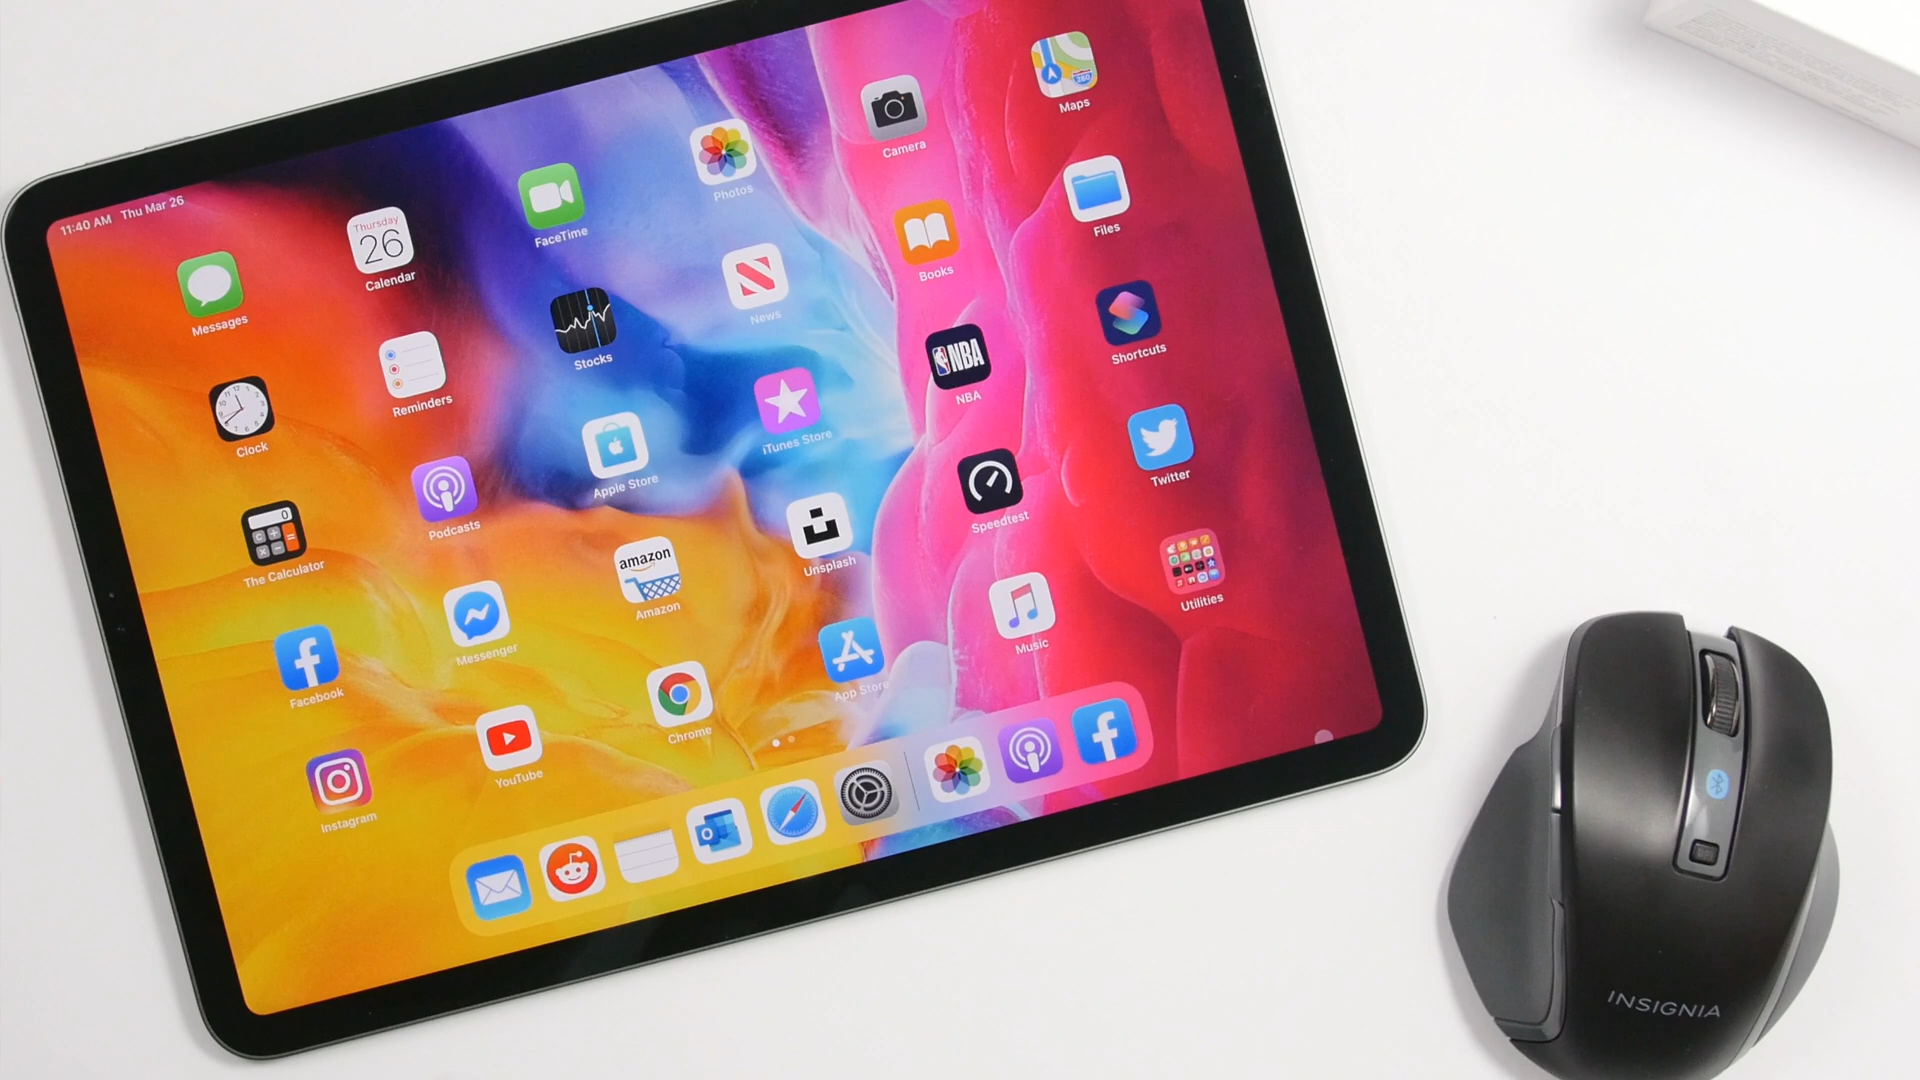 11:40 AM Thu Mar 26
Messages
Thursday
26
Calendar
FaceTime
Photos
Camera
280
Maps
Clock
Reminders
Stocks
News
Books
Files
0
The Calculator
Podcasts
Apple Store
iTunes Store
NBA
NBA
Shortcuts
Facebook
Messenger
amazon
Amazon
Unsplash
Speedtest
Twitter
Instagram
YouTube
Chrome
App Store
Music
Utilities
INSIGNIA